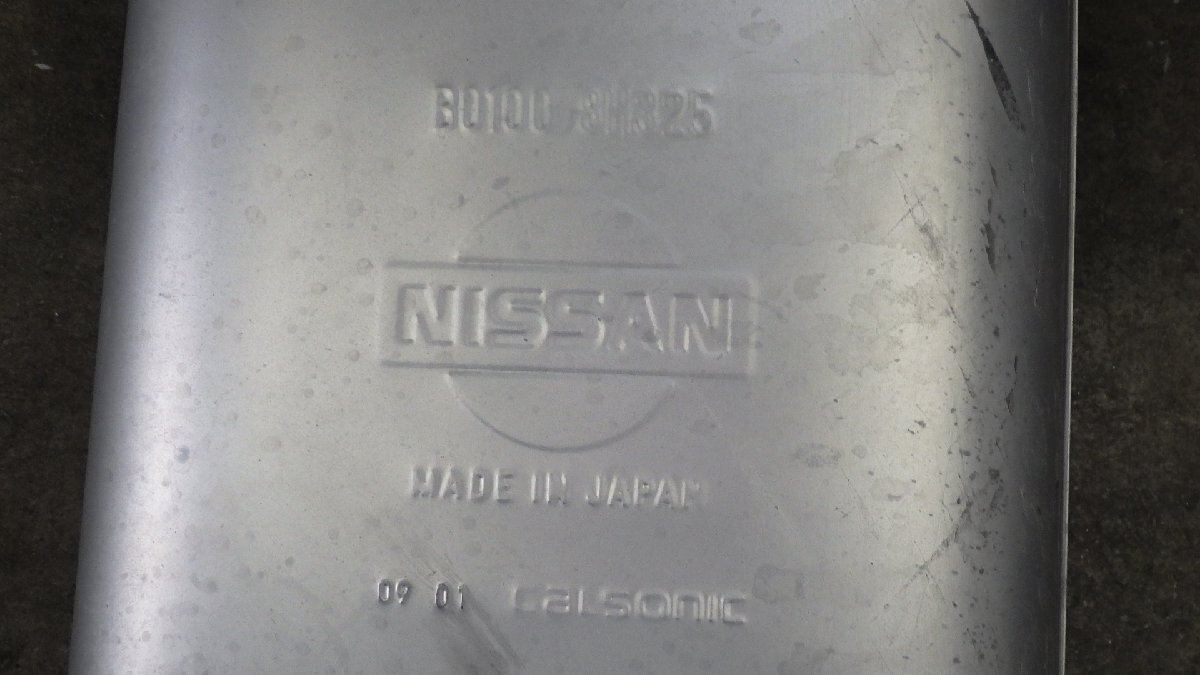 B0100
NISSAN
MADE IN JAPAN
09 01 calsonic